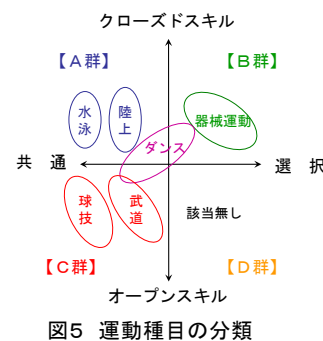 クローズドスキル
【A群】
【B群】
水泳
陸上
器械運動
ダンス
共 通
選 択
球技
武道
該当無し
【C群】
【D群】
オープンスキル
図5 運動種目の分類